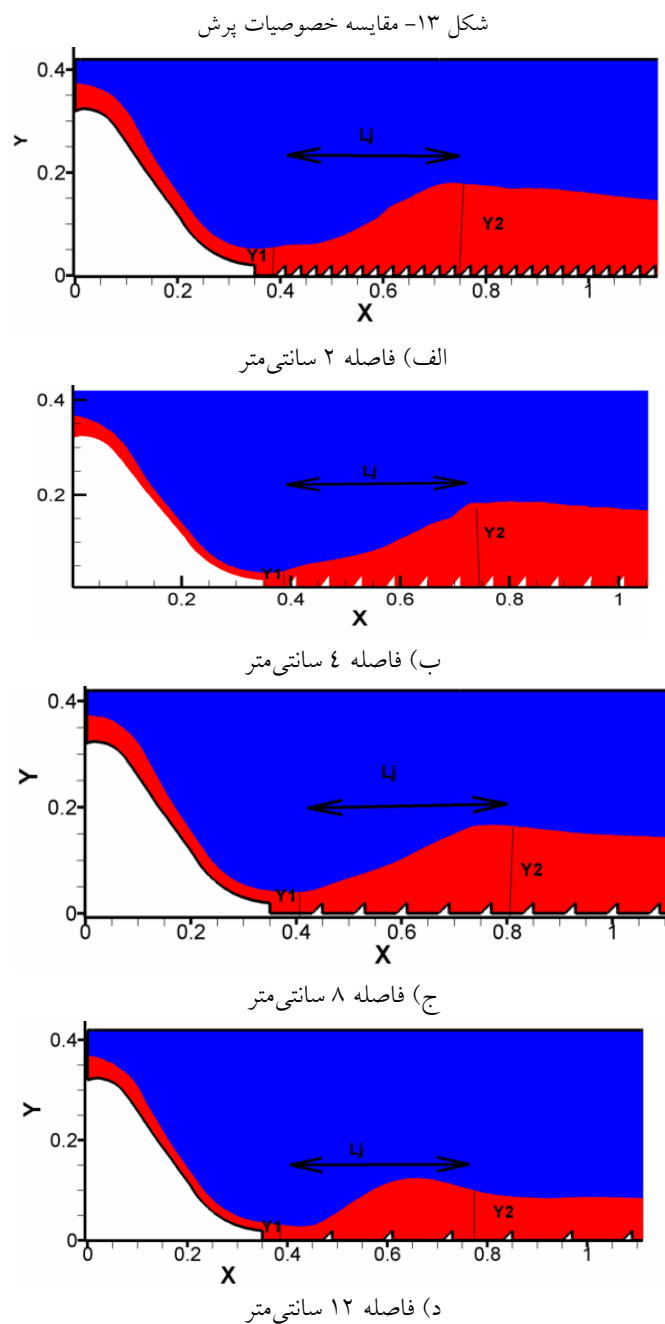 شکل ۱۳- مقایسه خصوصیات پرش
0.4
Lj
Y
0.2
Y1
Y2
0
0 0.2 0.4 0.6 0.8 1
X
الف) فاصله ۲ سانتی‌متر
0.4
Lj
0.2
Y2
Y1
0.2 0.4 0.6 0.8 1
X
ب) فاصله ٤ سانتی‌متر
0.4
Lj
Y
0.2
Y2
Y1
0
0 0.2 0.4 0.6 0.8 1
X
ج) فاصله ۸ سانتی‌متر
0.4
Y
0.2
Lj
Y1
Y2
0
0 0.2 0.4 0.6 0.8 1
X
د) فاصله ۱۲ سانتی‌متر